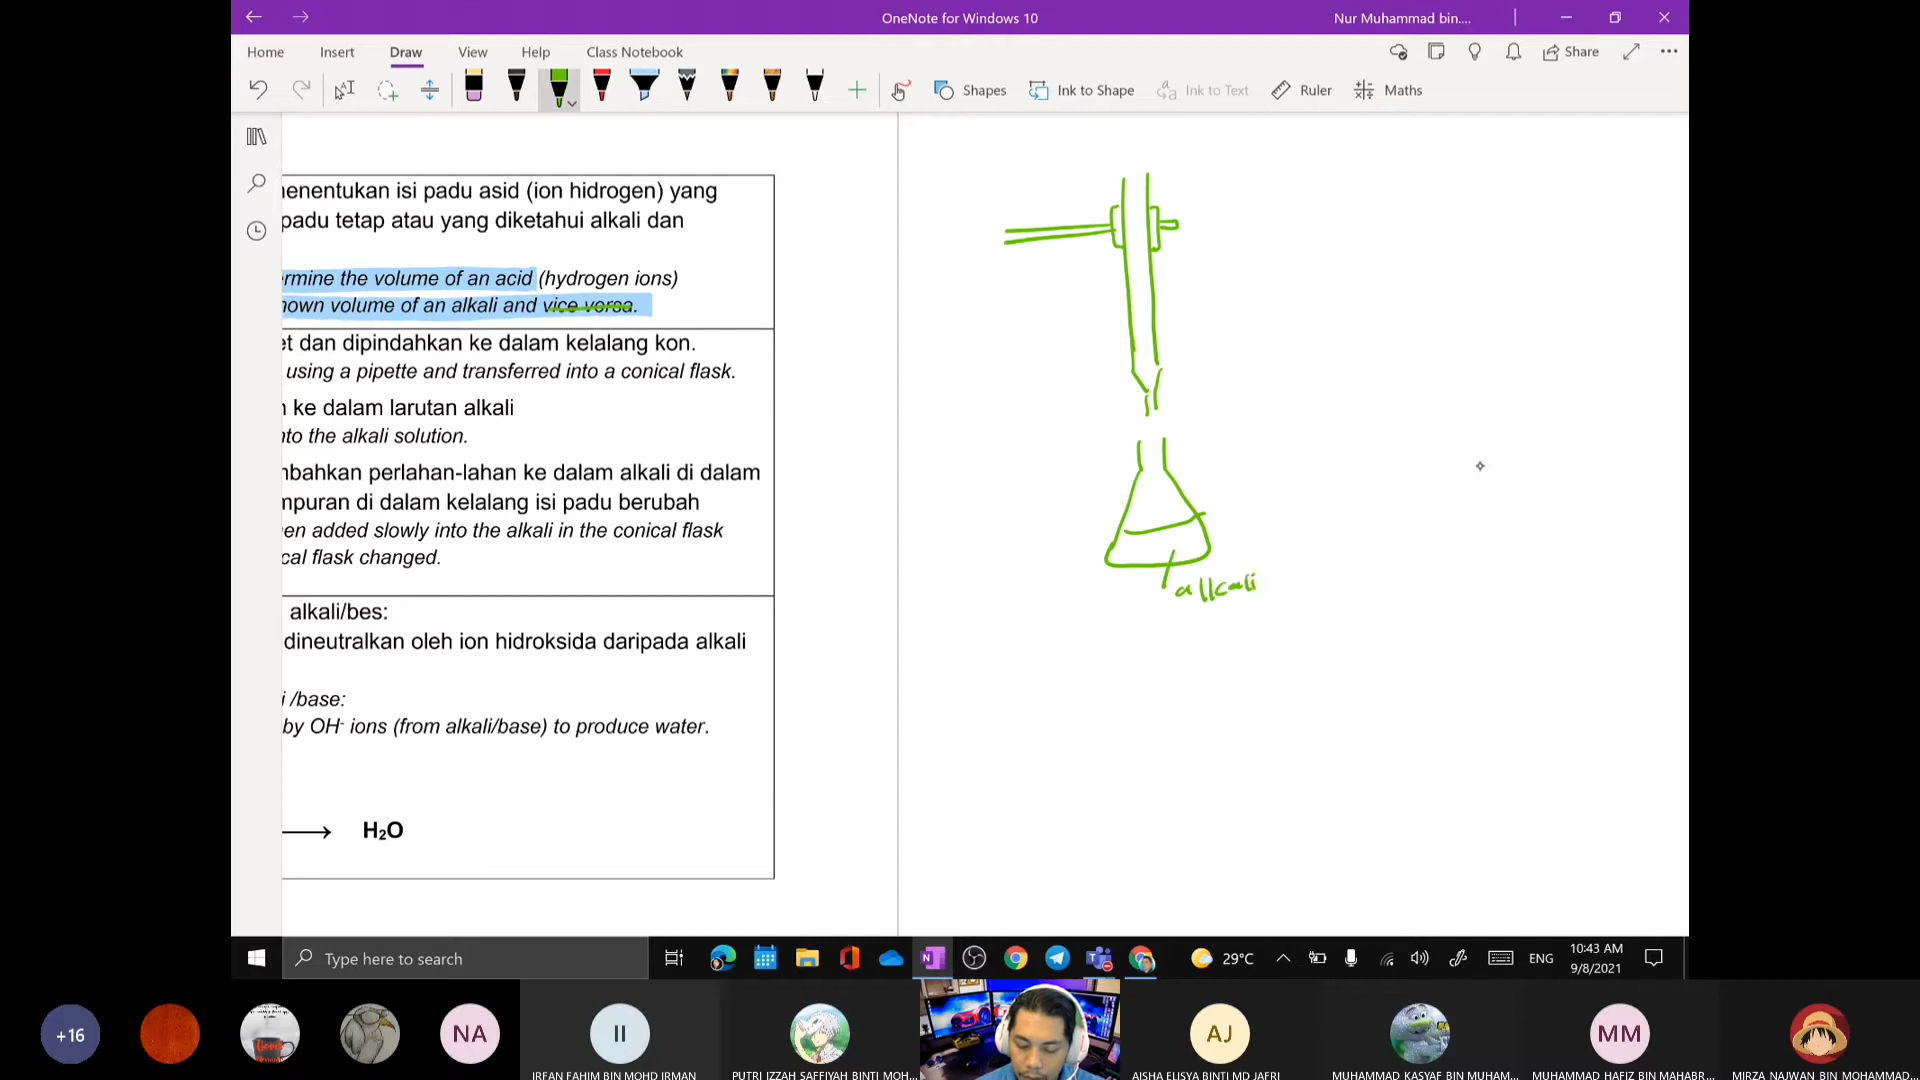 OneNote for Windows 10
Nur Muhammad bin....
Home Insert Draw View Help Class Notebook
Share
Shapes Ink to Shape Ink to Text Ruler Maths
nenentukan isi padu asid (ion hidrogen) yang
padu tetap atau yang diketahui alkali dan
ermine the volume of an acid (hydrogen ions)
nown volume of an alkali and vice versa.
et dan dipindahkan ke dalam kelalang kon.
using a pipette and transferred into a conical flask.
n ke dalam larutan alkali
nto the alkali solution.
mbahkan perlahan-lahan ke dalam alkali di dalam
mpuran di dalam kelalang isi padu berubah
en added slowly into the alkali in the conical flask
cal flask changed.
alkali/bes:
dineutralkan oleh ion hidroksida daripada alkali
i /base:
by OH- ions (from alkali/base) to produce water.
⟶ H₂O
alkali
Type here to search
29°C
ENG
10:43 AM
9/8/2021
+16
NA
II
AJ
MM
IRFAN FAHIM BIN MOHD IRMAN
PUTRI IZZAH SAFFIYAH BINTI MOH...
AISHA ELISYA BINTI MD JAFRI
MUHAMMAD KASYAF BIN MUHAM...
MUHAMMAD HAFIZ BIN MAHABR...
MIRZA NAJWAN BIN MOHAMMAD...